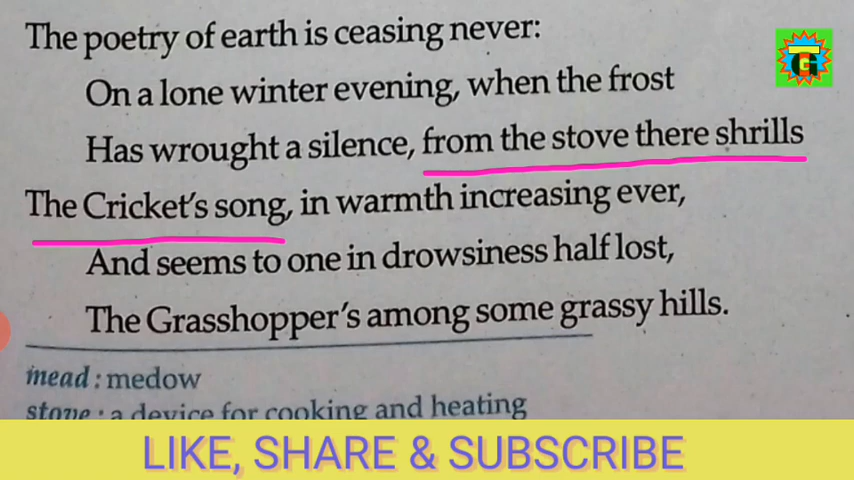 The poetry of earth is ceasing never:
On a lone winter evening, when the frost
Has wrought a silence, from the stove there shrills
The Cricket's song, in warmth increasing ever,
And seems to one in drowsiness half lost,
The Grasshopper's among some grassy hills.
mead : medow
stove : a device for cooking and heating
LIKE, SHARE & SUBSCRIBE